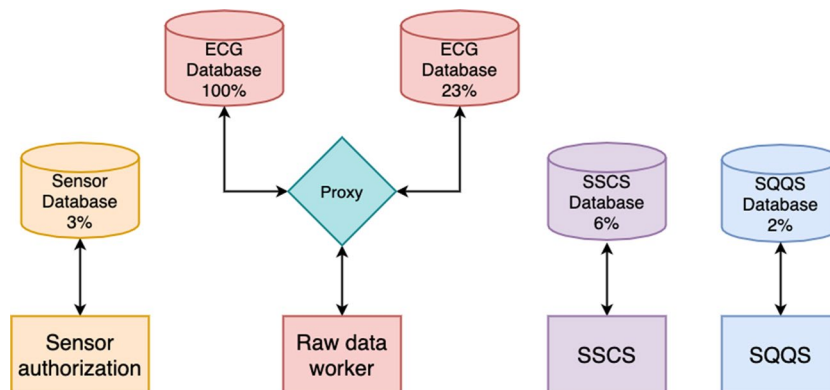 ECG
Database
100%
ECG
Database
23%
Sensor
Database
3%
Proxy
SSCS
Database
6%
SQQS
Database
2%
Sensor
authorization
Raw data
worker
SSCS
SQQS